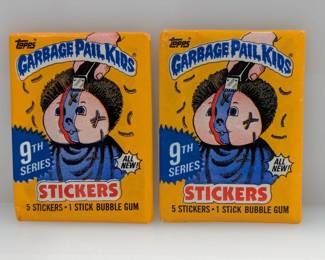 Topps
GARBAGE PAIL KIDS
9TH
SERIES
ALL
NEW!
STICKERS
5 STICKERS • 1 STICK BUBBLE GUM
Topps
GARBAGE PAIL KIDS
9TH
SERIES
ALL
NEW!
STICKERS
5 STICKERS • 1 STICK BUBBLE GUM